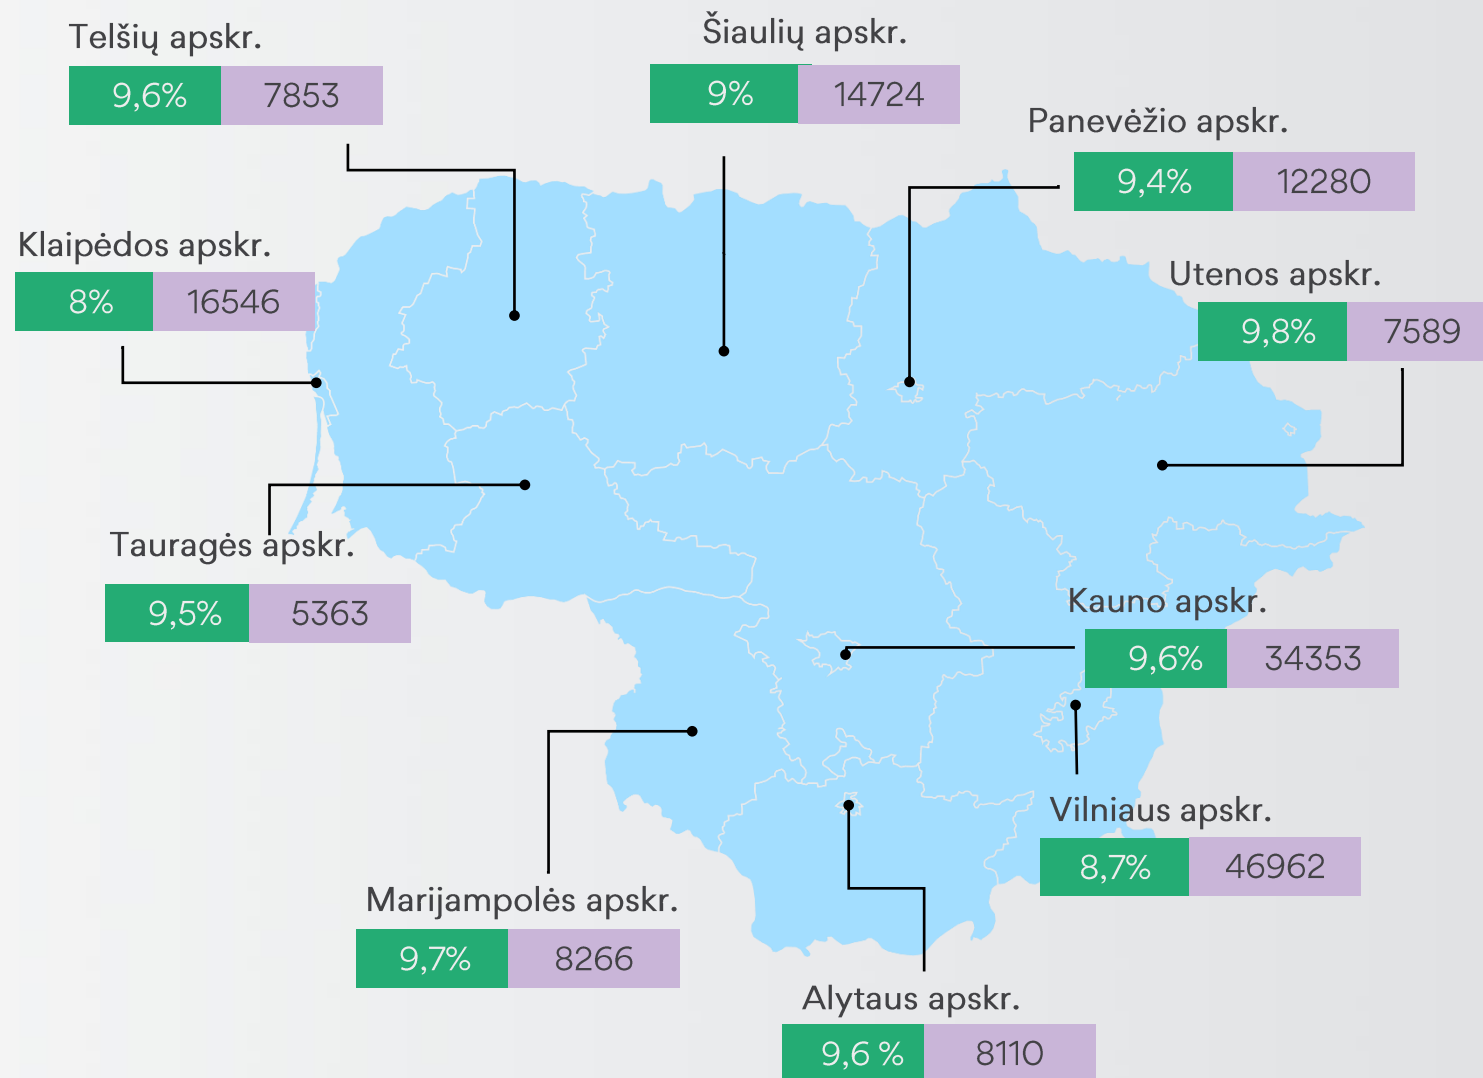 Telšių apskr.
9,6% 7853
Šiaulių apskr.
9% 14724
Panevėžio apskr.
9,4% 12280
Klaipėdos apskr.
8% 16546
Utenos apskr.
9,8% 7589
Tauragės apskr.
9,5% 5363
Kauno apskr.
9,6% 34353
Vilniaus apskr.
8,7% 46962
Marijampolės apskr.
9,7% 8266
Alytaus apskr.
9,6 % 8110